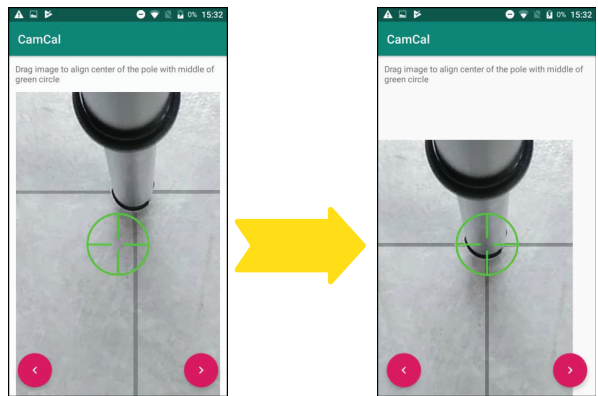 0% 15:32
CamCal
Drag image to align center of the pole with middle of
green circle
0% 15:32
CamCal
Drag image to align center of the pole with middle of
green circle